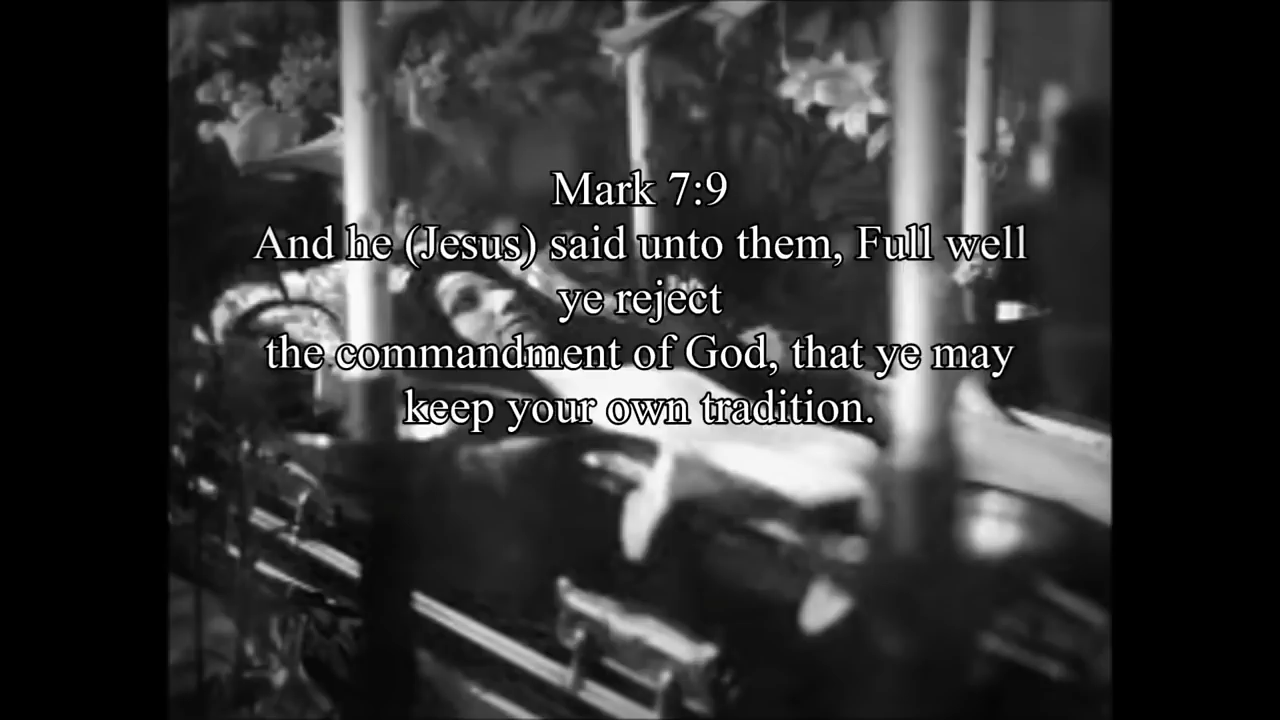 Mark 7:9
And he (Jesus) said unto them, Full well
ye reject
the commandment of God, that ye may
keep your own tradition.